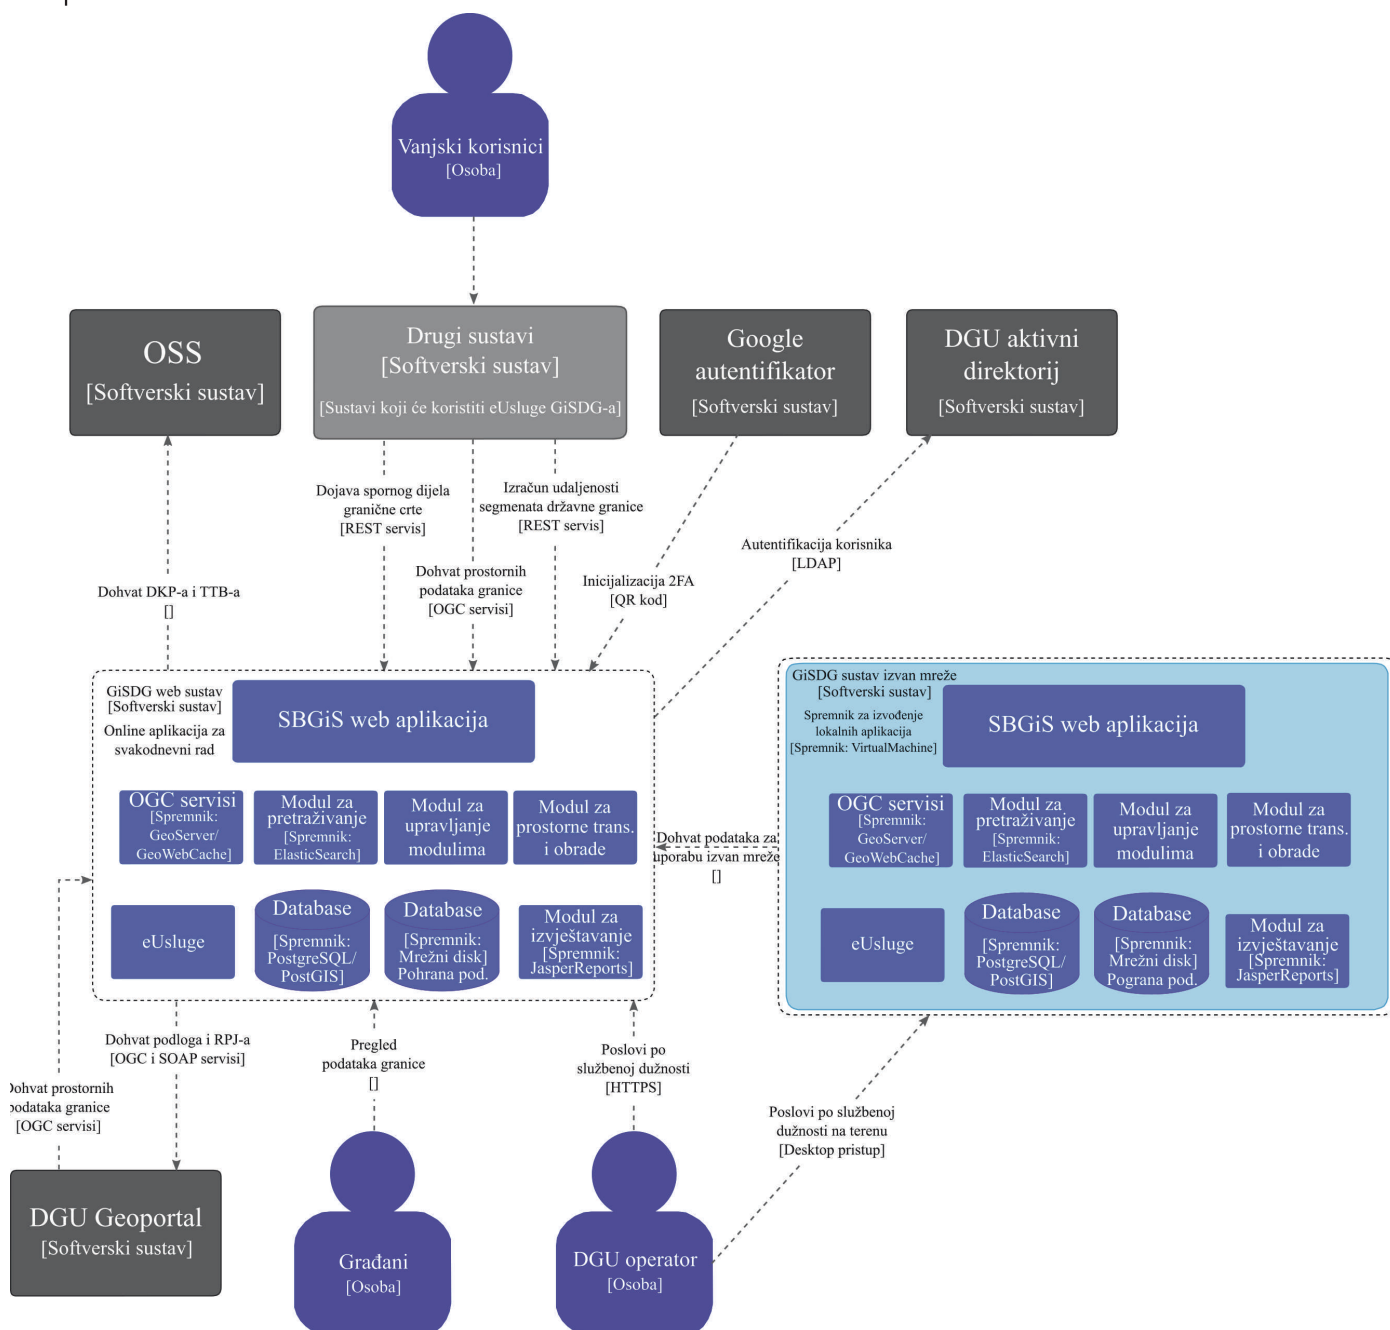 Vanjski korisnici
[Osoba]
OSS
[Softverski sustav]
Drugi sustavi
[Softverski sustav]
[Sustavi koji će koristiti eUsluge GiSDG-a]
Google
autentifikator
[Softverski sustav]
DGU aktivni
direktorij
[Softverski sustav]
Dojava spornog dijela
granične crte
[REST servis]
Izračun udaljenosti
segmenata državne granice
[REST servis]
Dohvat prostornih
podataka granice
[OGC servisi]
Inicijalizacija 2FA
[QR kod]
Autentifikacija korisnika
[LDAP]
Dohvat DKP-a i TTB-a
[]
GiSDG web sustav
[Softverski sustav]
Online aplikacija za
svakodnevni rad
SBGiS web aplikacija
OGC servisi
[Spremnik:
GeoServer/
GeoWebCache]
Modul za
pretraživanje
[Spremnik:
ElasticSearch]
Modul za
upravljanje
modulima
Modul za
prostorne trans.
i obrade
eUsluge
Database
[Spremnik:
PostgreSQL/
PostGIS]
Database
[Spremnik:
Mrežni disk]
Pohrana pod.
Modul za
izvještavanje
[Spremnik:
JasperReports]
Dohvat podataka za
uporabu izvan mreže
[]
GiSDG sustav izvan mreže
[Softverski sustav]
Spremnik za izvođenje
lokalnih aplikacija
[Spremnik: VirtualMachine]
SBGiS web aplikacija
OGC servisi
[Spremnik:
GeoServer/
GeoWebCache]
Modul za
pretraživanje
[Spremnik:
ElasticSearch]
Modul za
upravljanje
modulima
Modul za
prostorne trans.
i obrade
eUsluge
Database
[Spremnik:
PostgreSQL/
PostGIS]
Database
[Spremnik:
Mrežni disk]
Pograna pod.
Modul za
izvještavanje
[Spremnik:
JasperReports]
Dohvat prostornih
podataka granice
[OGC servisi]
Dohvat podloga i RPJ-a
[OGC i SOAP servisi]
Pregled
podataka granice
[]
Poslovi po
službenoj dužnosti
[HTTPS]
Poslovi po službenoj
dužnosti na terenu
[Desktop pristup]
DGU Geoportal
[Softverski sustav]
Građani
[Osoba]
DGU operator
[Osoba]